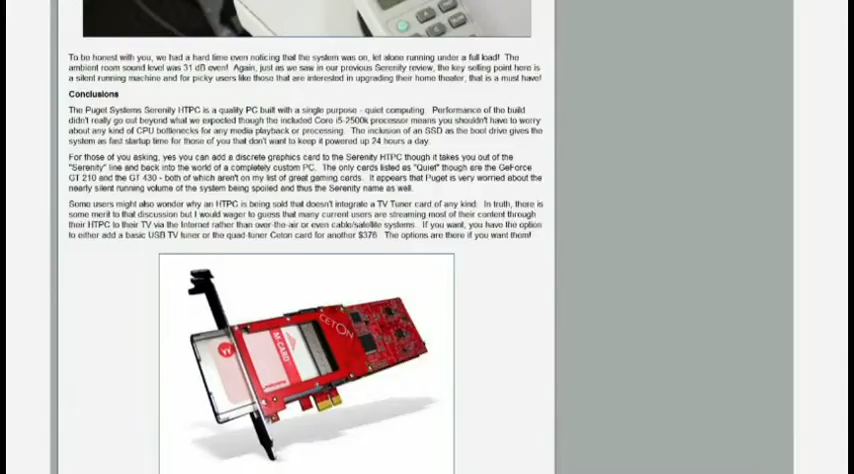 To be honest with you, we had a hard time even noticing that the system was on, let alone running under a full load! The
ambient room sound level was 31 dB even! Again, just as we saw in our previous Serenity review, the key selling point here is
a silent running machine and for picky users like those that are interested in upgrading their home theater, that is a must have!
Conclusions
The Puget Systems Serenity HTPC is a quality PC built with a single purpose - quiet computing. Performance of the build
didn't really go out beyond what we expected though the included Core i5-2500k processor means you shouldn't have to worry
about any kind of CPU bottlenecks for any media playback or processing. The inclusion of an SSD as the boot drive gives the
system as fast startup time for those of you that don't want to keep it powered up 24 hours a day.
For those of you asking, yes you can add a discrete graphics card to the Serenity HTPC though it takes you out of the
"Serenity" line and back into the world of a completely custom PC. The only cards listed as "Quiet" though are the GeForce
GT 210 and the GT 430 - both of which aren't on my list of great gaming cards. It appears that Puget is very worried about the
nearly silent running volume of the system being spoiled and thus the Serenity name as well.
Some users might also wonder why an HTPC is being sold that doesn't integrate a TV Tuner card of any kind. In truth, there is
some merit to that discussion but I would wager to guess that many current users are streaming most of their content through
their HTPC to their TV via the Internet rather than over-the-air or even cable/satellite systems. If you want, you have the option
to either add a basic USB TV tuner or the quad-tuner Ceton card for another $376. The options are there if you want them!
CETON
M-CARD